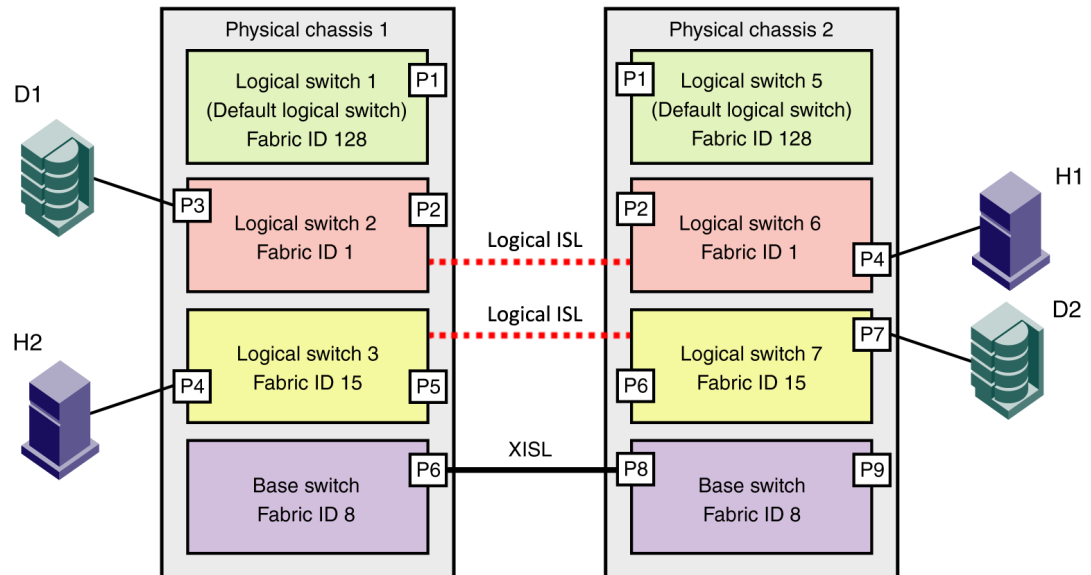 Physical chassis 1
Logical switch 1
(Default logical switch)
Fabric ID 128
P1
D1
P3
Logical switch 2
Fabric ID 1
P2
H2
P4
Logical switch 3
Fabric ID 15
P5
Base switch
Fabric ID 8
P6
Logical ISL
Logical ISL
XISL
Physical chassis 2
P1
Logical switch 5
(Default logical switch)
Fabric ID 128
P2
Logical switch 6
Fabric ID 1
P4
H1
P6
Logical switch 7
Fabric ID 15
P7
D2
P8
Base switch
Fabric ID 8
P9